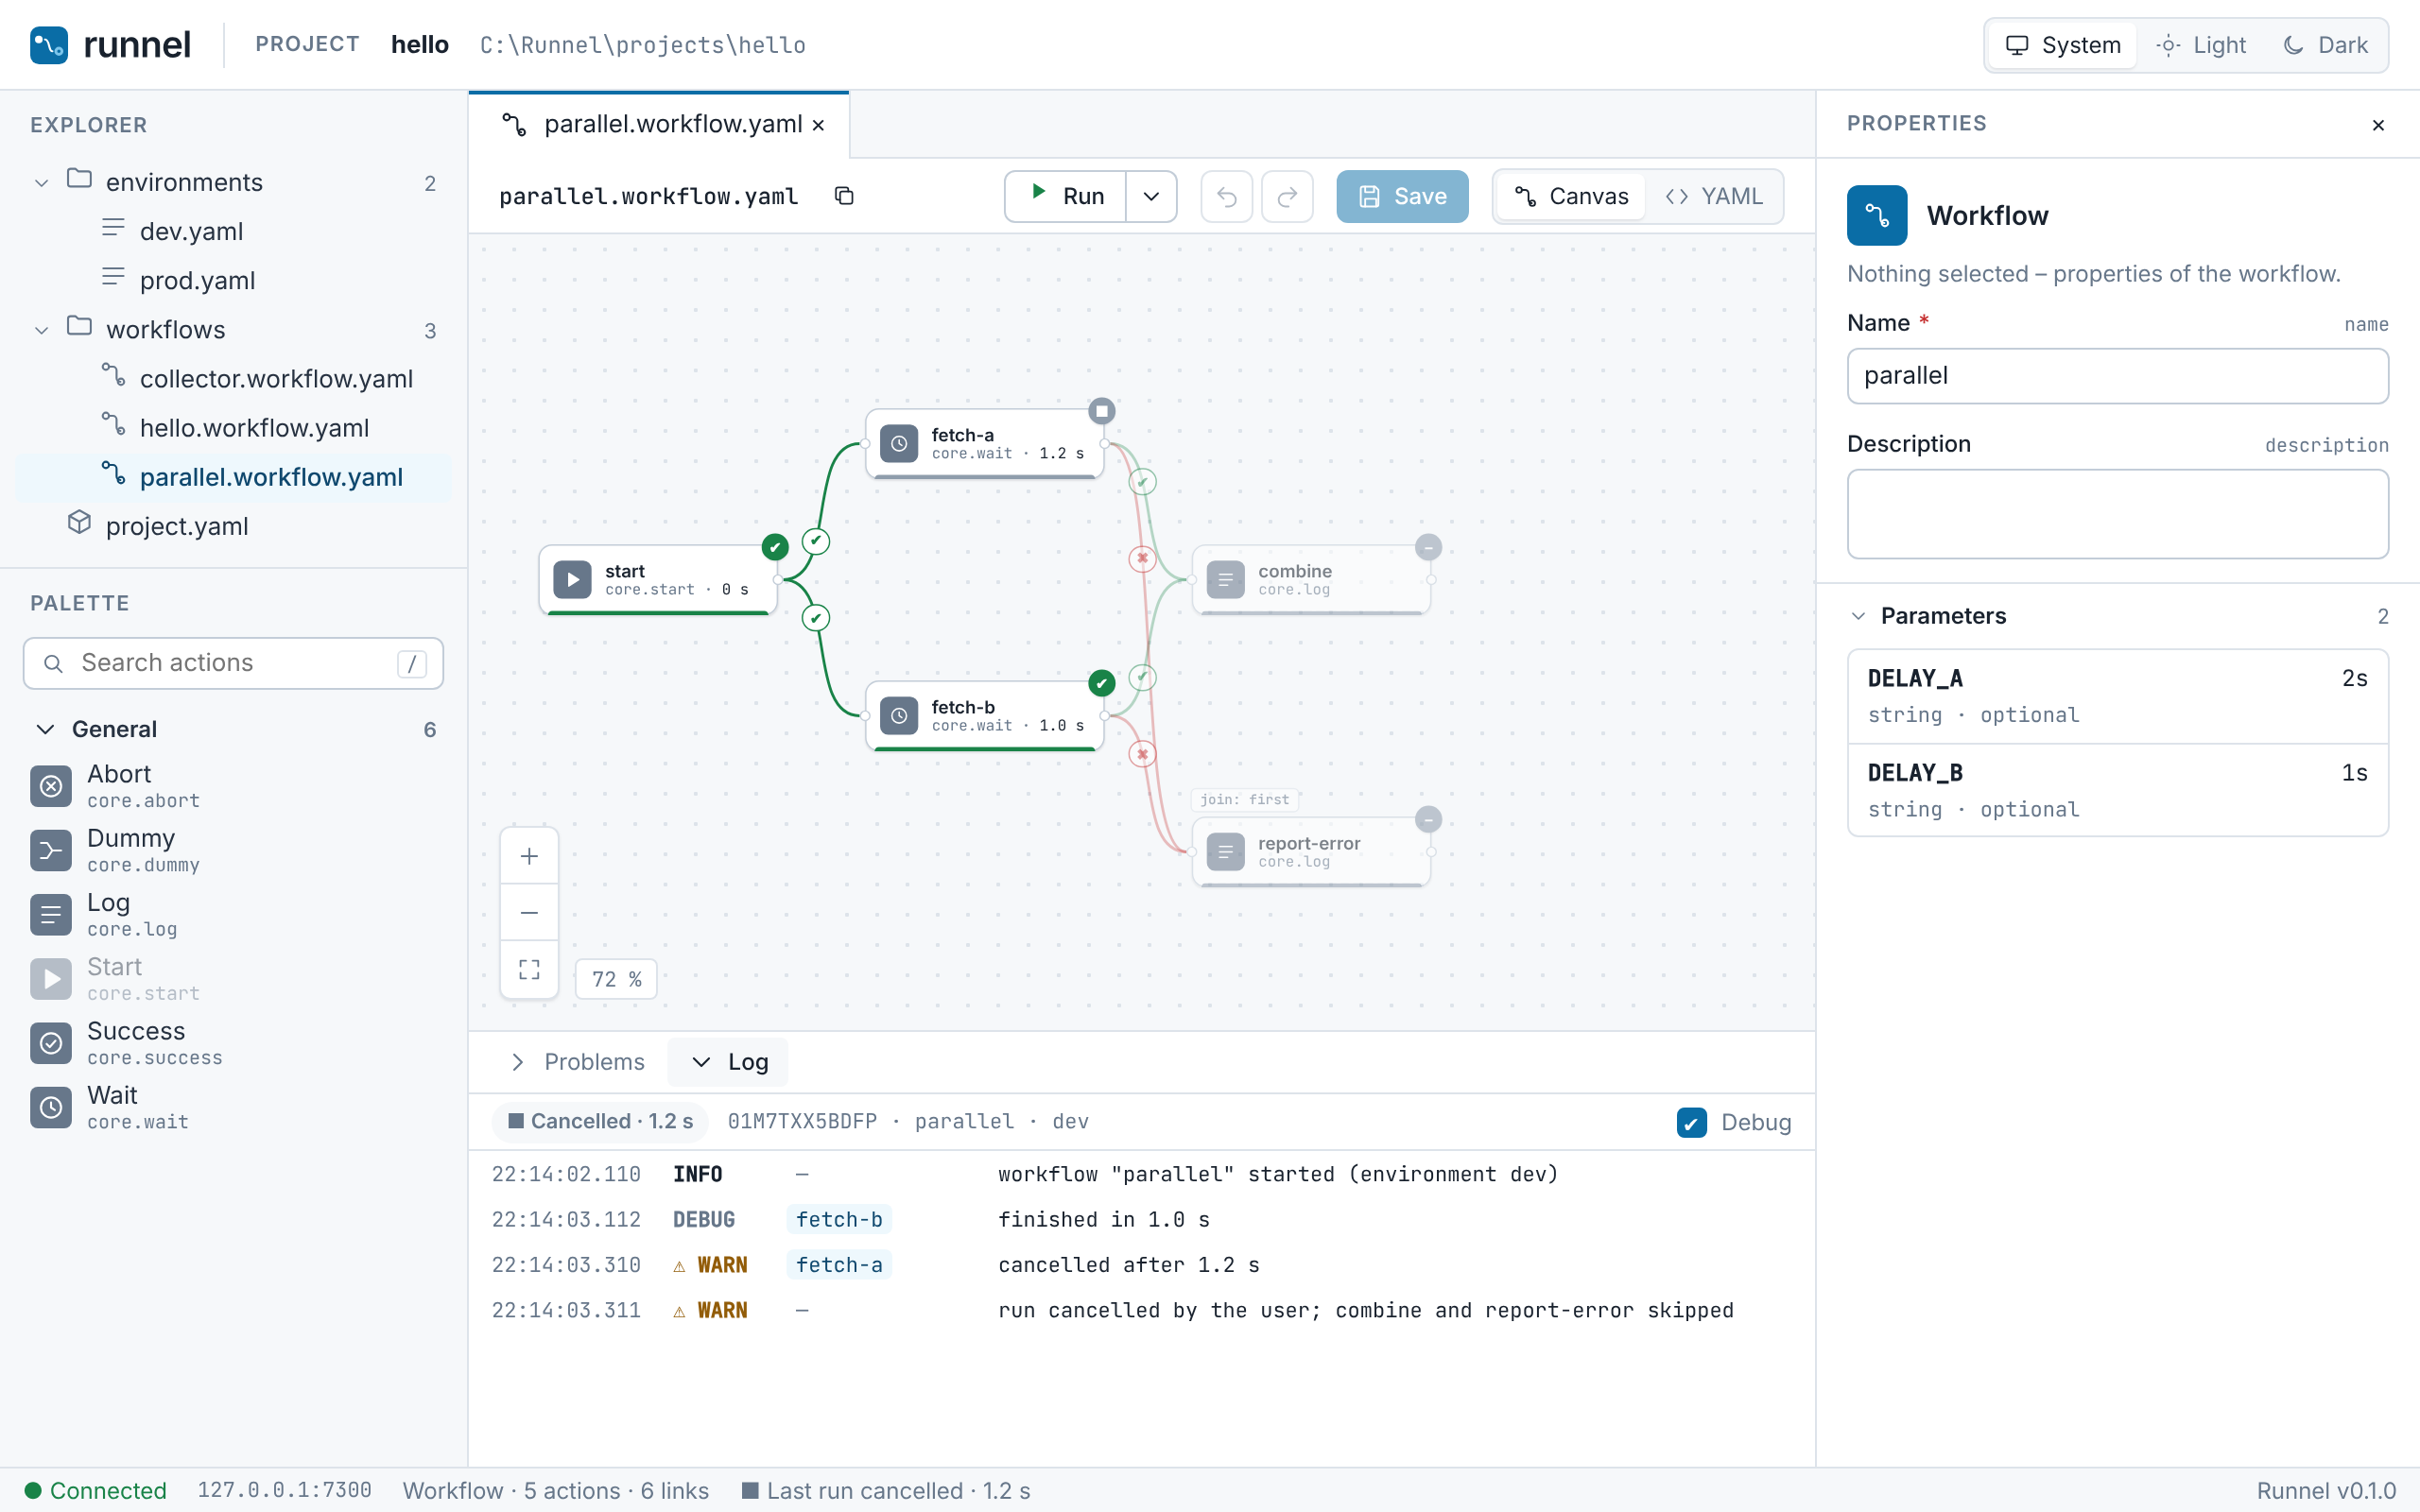 runnel
PROJECT hello C:\Runnel\projects\hello
System Light Dark
EXPLORER
environments 2
dev.yaml
prod.yaml
workflows 3
collector.workflow.yaml
hello.workflow.yaml
parallel.workflow.yaml
project.yaml
PALETTE
Search actions /
General 6
Abort
core.abort
Dummy
core.dummy
Log
core.log
Start
core.start
Success
core.success
Wait
core.wait
parallel.workflow.yaml ×
parallel.workflow.yaml
Run
Save
Canvas
YAML
fetch-a
core.wait · 1.2 s
start
core.start · 0 s
combine
core.log
fetch-b
core.wait · 1.0 s
join: first
report-error
core.log
72 %
Problems
Log
Cancelled · 1.2 s 01M7TXX5BDFP · parallel · dev
Debug
22:14:02.110 INFO — workflow "parallel" started (environment dev)
22:14:03.112 DEBUG fetch-b finished in 1.0 s
22:14:03.310 ⚠ WARN fetch-a cancelled after 1.2 s
22:14:03.311 ⚠ WARN — run cancelled by the user; combine and report-error skipped
PROPERTIES ×
Workflow
Nothing selected – properties of the workflow.
Name * name
parallel
Description description
Parameters 2
DELAY_A 2s
string · optional
DELAY_B 1s
string · optional
Connected 127.0.0.1:7300 Workflow · 5 actions · 6 links Last run cancelled · 1.2 s
Runnel v0.1.0